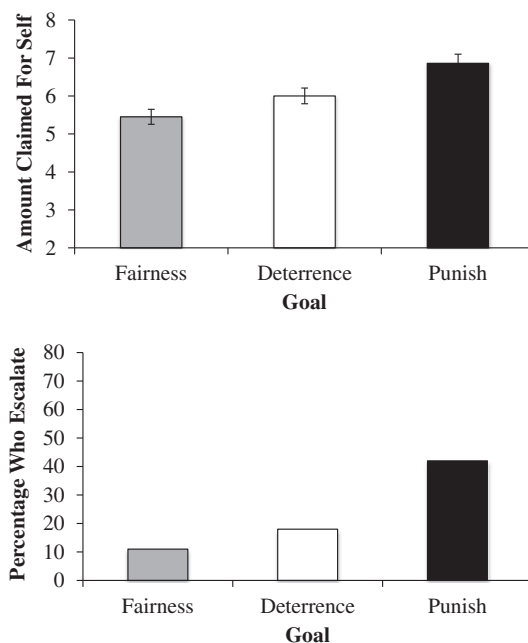 Amount Claimed For Self
8
7
6
5
4
3
2
Fairness Deterrence Punish
Goal
Percentage Who Escalate
80
70
60
50
40
30
20
10
0
Fairness Deterrence Punish
Goal